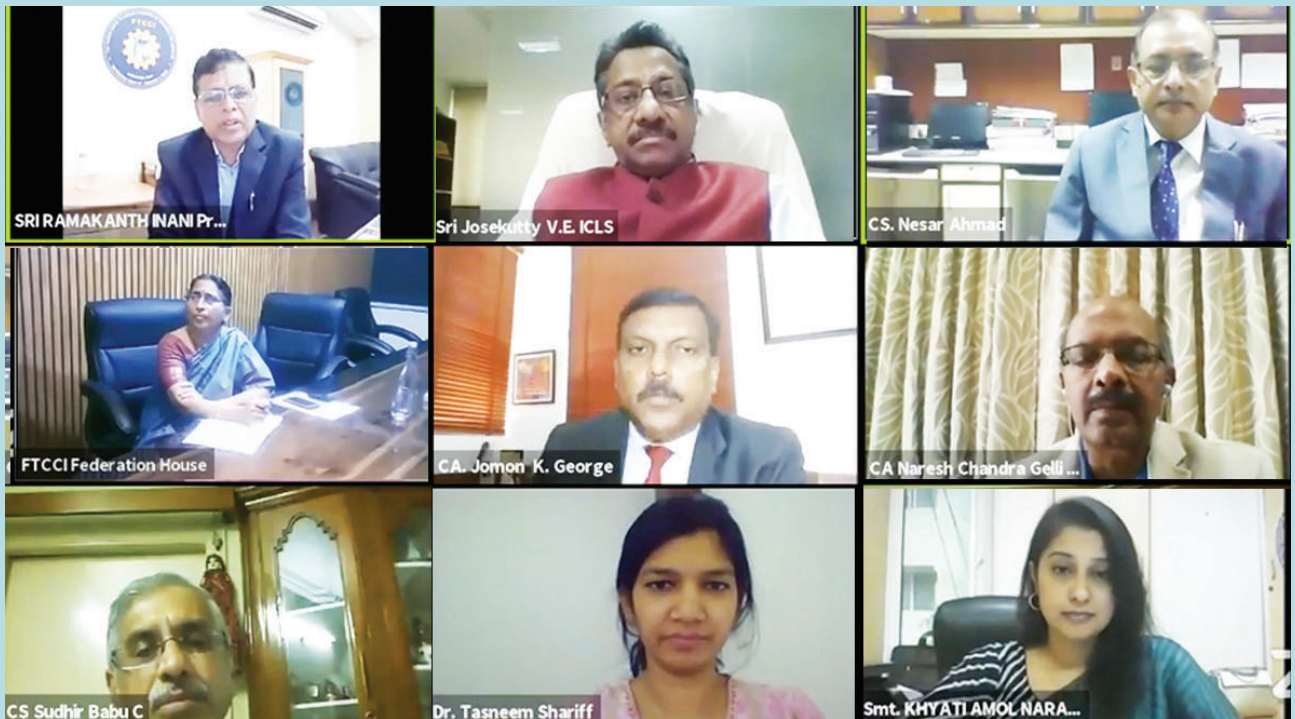 FTCCI
SRI RAMAKANTH INANI Pr...
Sri Josekutty V.E. ICLS
CS. Nesar Ahmad
FTCCI Federation House
CA. Jomon K. George
CA Naresh Chandra Gelli ...
CS Sudhir Babu C
Dr. Tasneem Shariff
Smt. KHYATI AMOL NARA...